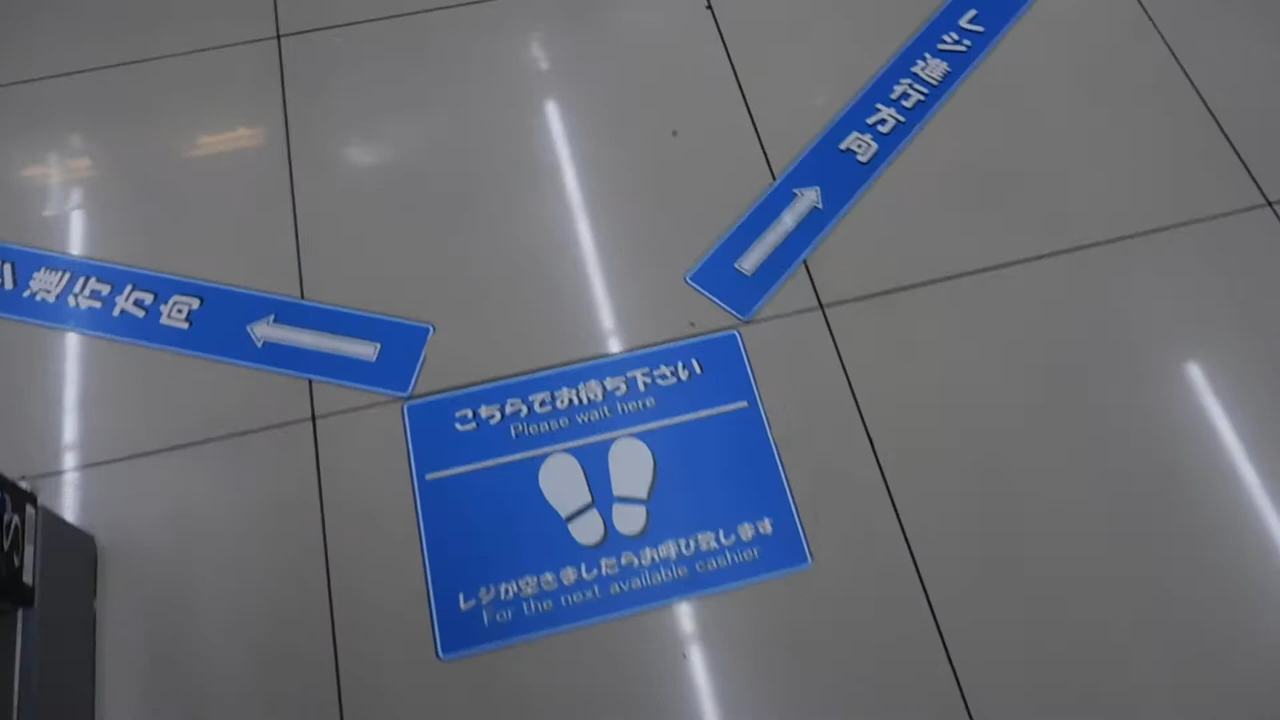 レジ進行方向
進行方向
こちらでお待ち下さい
Please wait here
レジが空きましたらお呼び致します
For the next available cashier